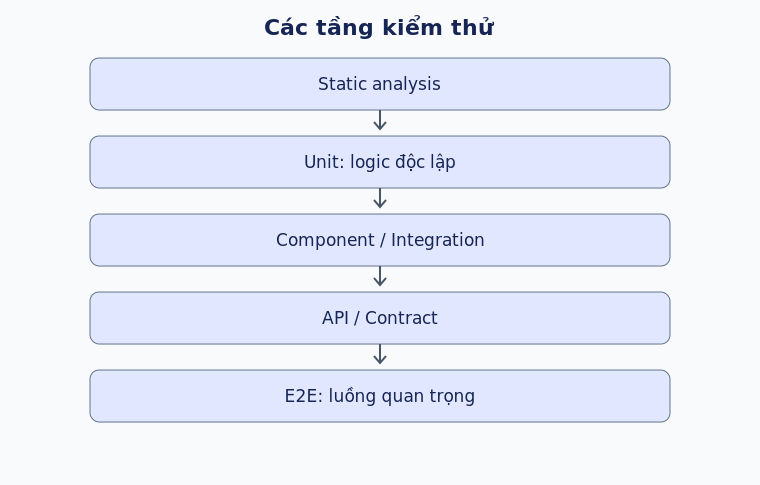 Các tầng kiểm thử
Static analysis
Unit: logic độc lập
Component / Integration
API / Contract
E2E: luồng quan trọng